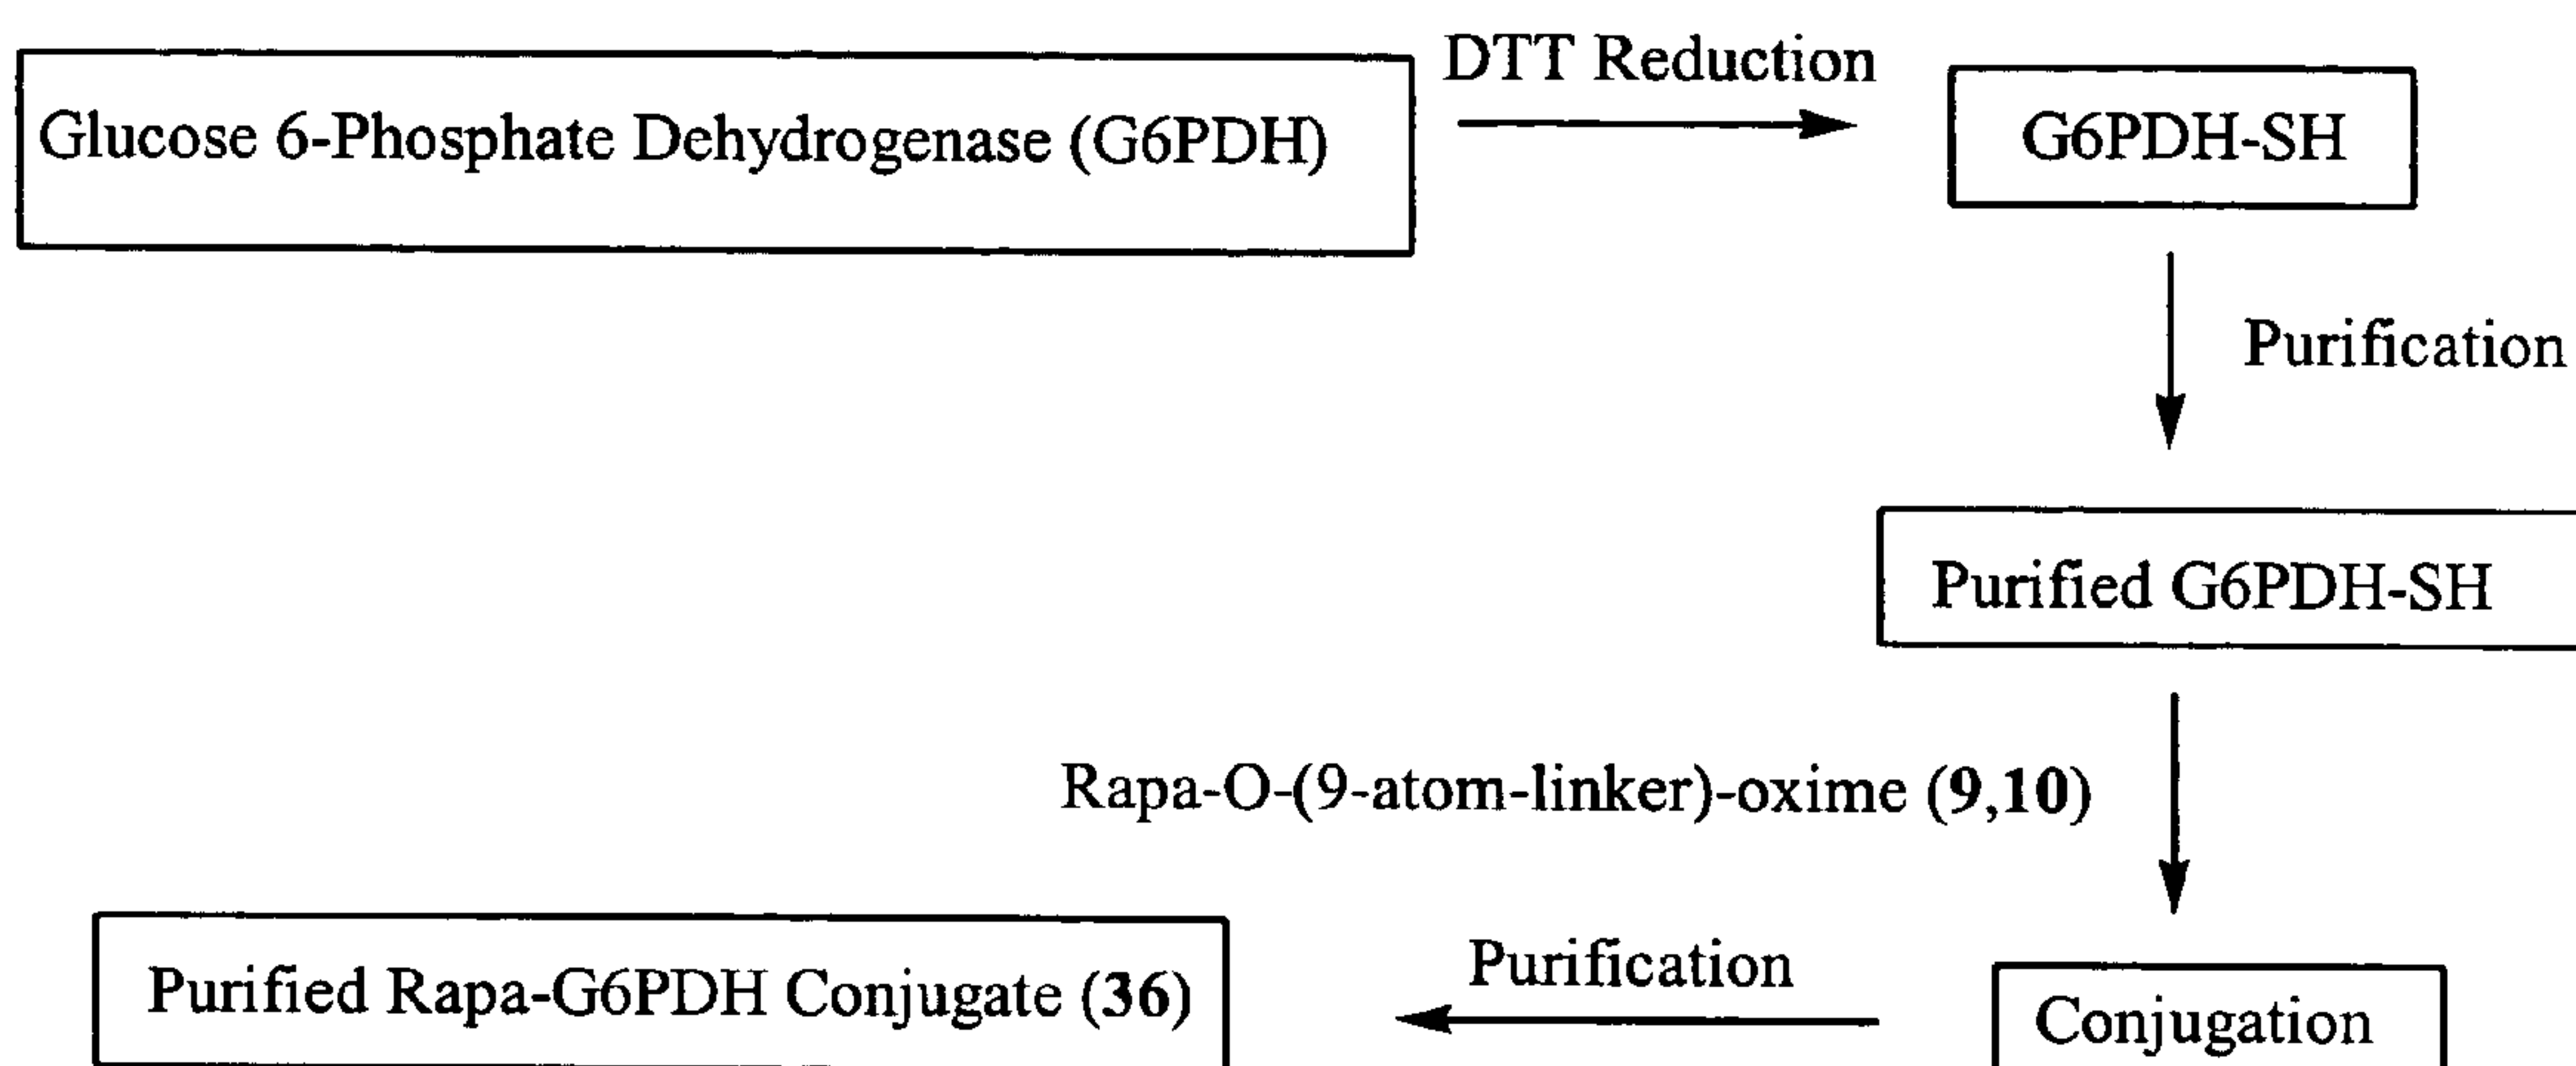 Glucose 6-Phosphate Dehydrogenase (G6PDH)
DTT Reduction
G6PDH-SH
Purification
Purified G6PDH-SH
Rapa-O-(9-atom-linker)-oxime (9,10)
Conjugation
Purification
Purified Rapa-G6PDH Conjugate (36)